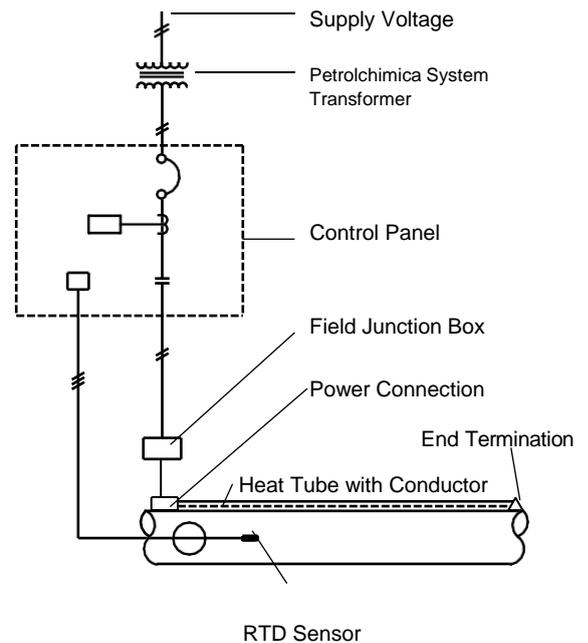 Supply Voltage
Petrolchimica System
Transformer
Control Panel
Field Junction Box
Power Connection
End Termination
Heat Tube with Conductor
RTD Sensor